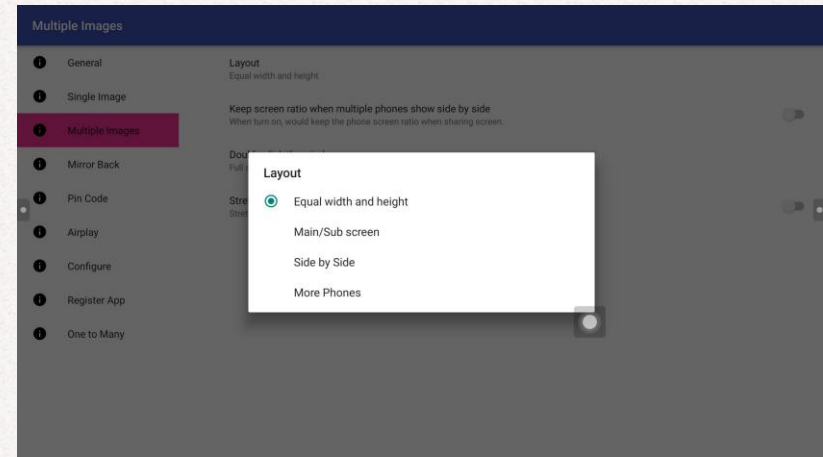 Multiple Images
General
Single Image
Multiple Images
Mirror Back
Pin Code
Airplay
Configure
Register App
One to Many
Layout
Equal width and height
Keep screen ratio when multiple phones show side by side
When turn on, would keep the phone screen ratio when sharing screen.
Layout
Equal width and height
Main/Sub screen
Side by Side
More Phones